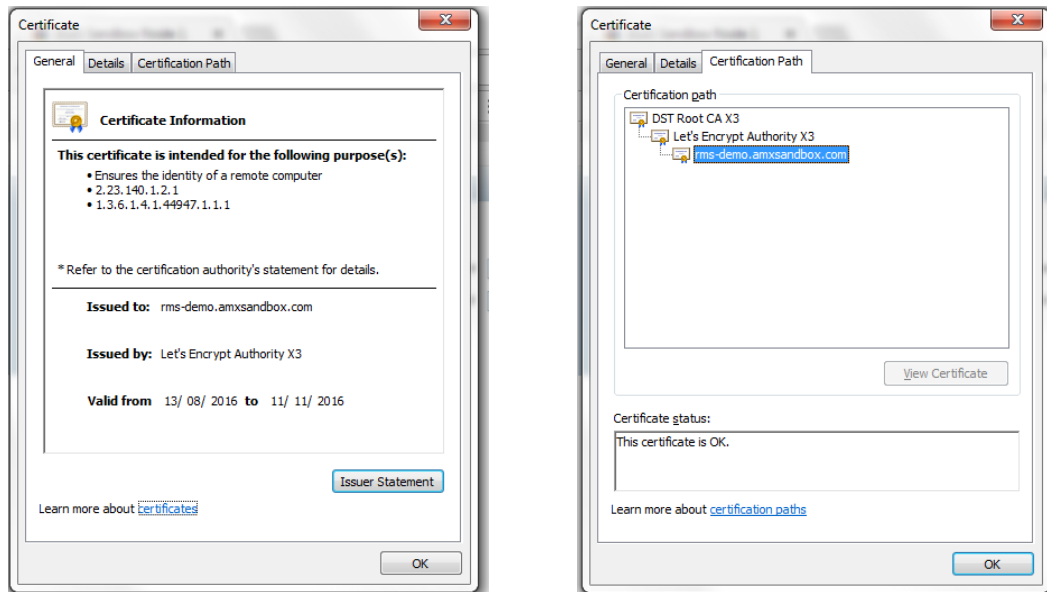 Certificate
General Details Certification Path
Certificate Information
This certificate is intended for the following purpose(s):
• Ensures the identity of a remote computer
• 2.23.140.1.2.1
• 1.3.6.1.4.1.44947.1.1.1
* Refer to the certification authority's statement for details.
Issued to: rms-demo.amxsandbox.com
Issued by: Let's Encrypt Authority X3
Valid from 13/ 08/ 2016 to 11/ 11/ 2016
Issuer Statement
Learn more about certificates
OK
Certificate
General Details Certification Path
Certification path
DST Root CA X3
Let's Encrypt Authority X3
rms-demo.amxsandbox.com
View Certificate
Certificate status:
This certificate is OK.
Learn more about certification paths
OK